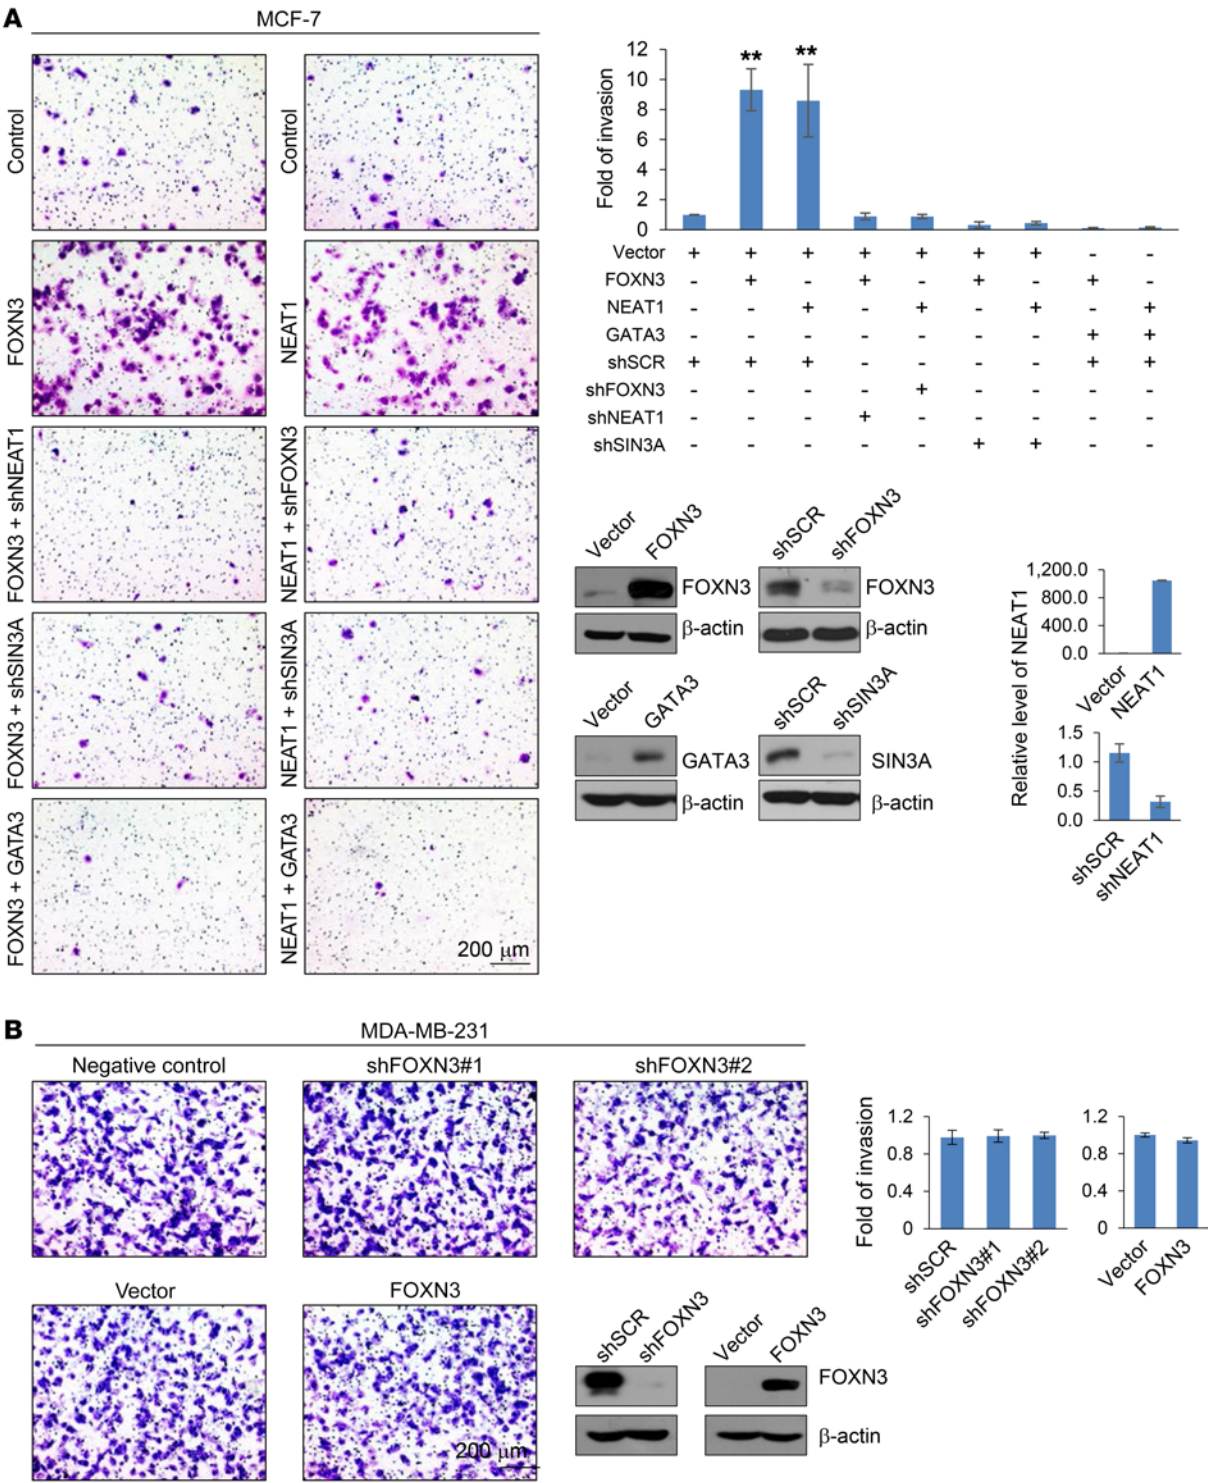 A
MCF-7
Control
Control
FOXN3
NEAT1
FOXN3 + shNEAT1
NEAT1 + shFOXN3
FOXN3 + shSIN3A
NEAT1 + shSIN3A
FOXN3 + GATA3
NEAT1 + GATA3
200 μm
Fold of invasion
12
10
8
6
4
2
0
** **
Vector + + + + + + + - -
FOXN3 - + - + - + - + -
NEAT1 - - + - + - + - +
GATA3 - - - - - - - + +
shSCR + + + - - - - + +
shFOXN3 - - - - + - - - -
shNEAT1 - - - + - - - - -
shSIN3A - - - - - + + - -
Vector FOXN3
FOXN3
β-actin
shSCR shFOXN3
FOXN3
β-actin
Vector GATA3
GATA3
β-actin
shSCR shSIN3A
SIN3A
β-actin
Relative level of NEAT1
1,200.0
800.0
400.0
0.0
Vector NEAT1
1.5
1.0
0.5
0.0
shSCR shNEAT1
B
MDA-MB-231
Negative control
shFOXN3#1
shFOXN3#2
Vector
FOXN3
200 μm
Fold of invasion
1.2
0.8
0.4
0
shSCR shFOXN3#1 shFOXN3#2
1.2
0.8
0.4
0
Vector FOXN3
shSCR shFOXN3
Vector FOXN3
FOXN3
β-actin